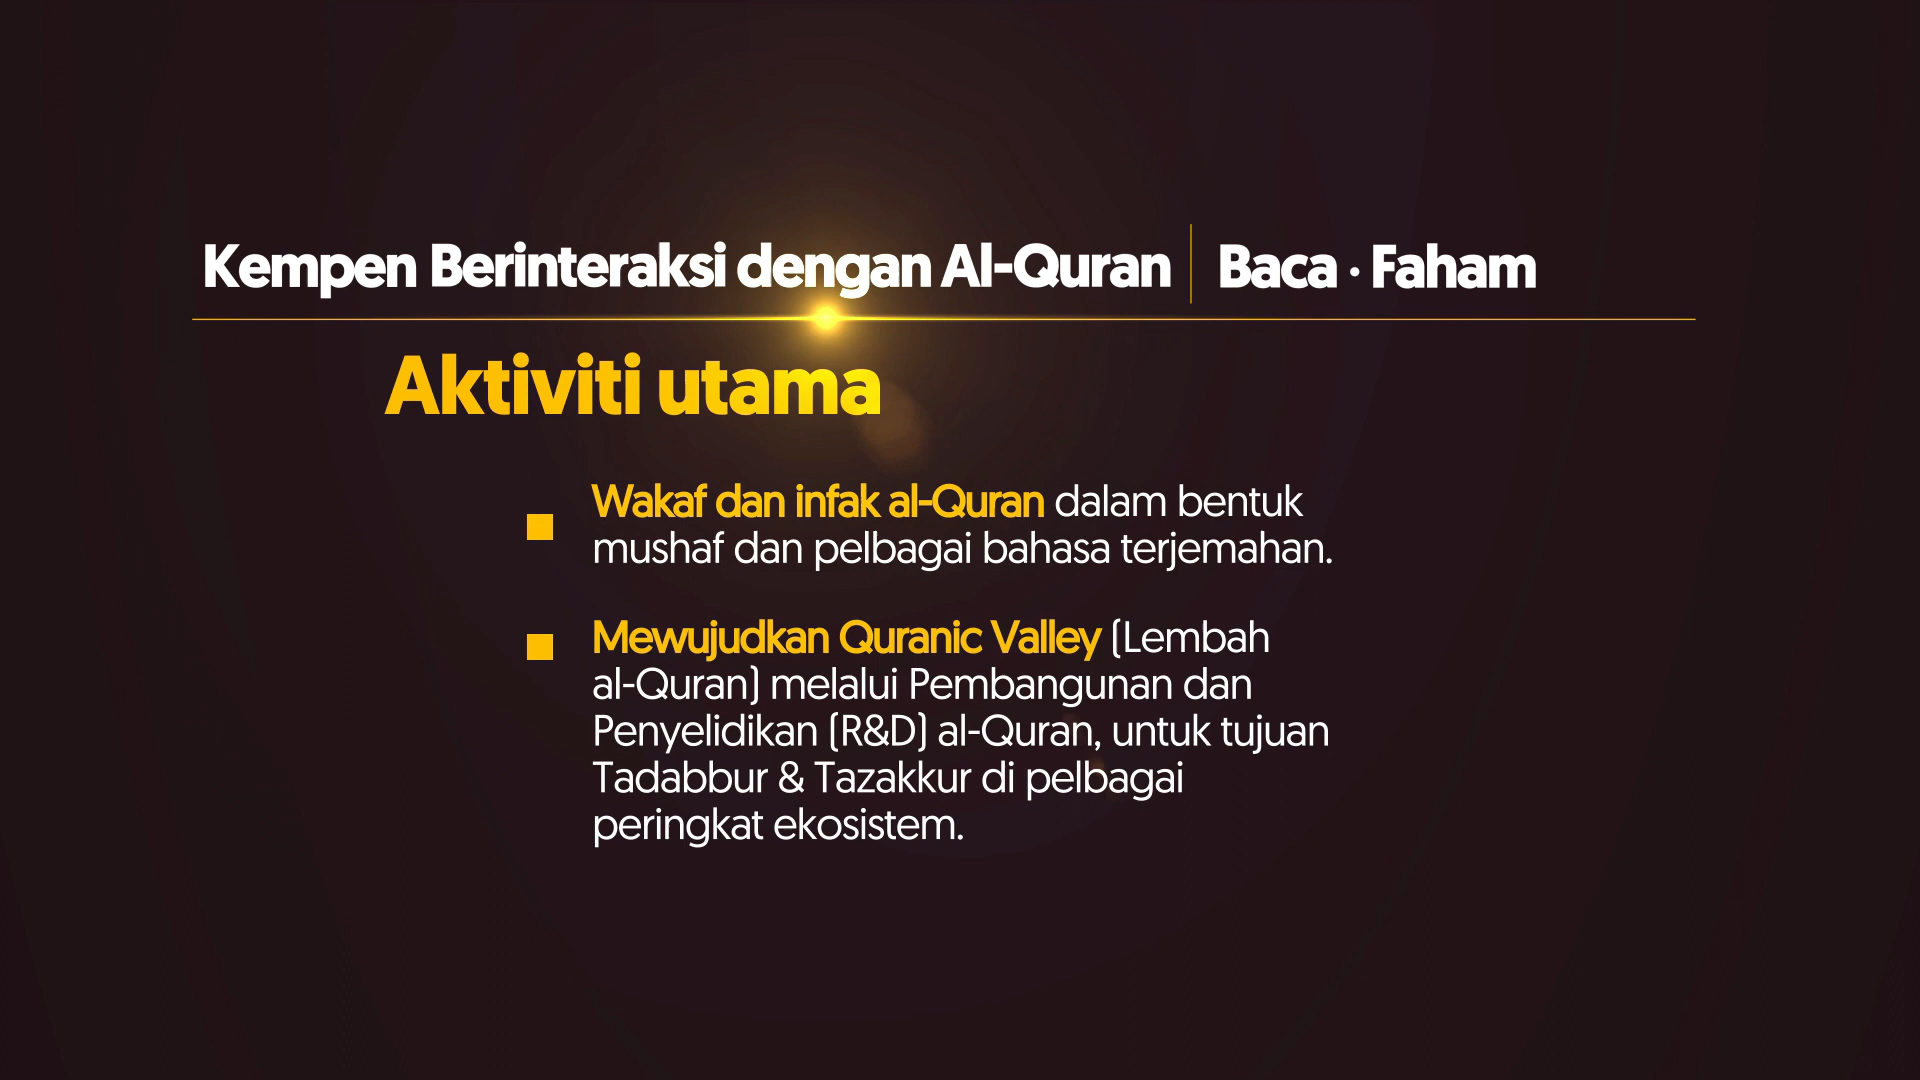 Kempen Berinteraksi dengan Al-Quran Baca · Faham
Aktiviti utama
Wakaf dan infak al-Quran dalam bentuk
mushaf dan pelbagai bahasa terjemahan.
Mewujudkan Quranic Valley (Lembah
al-Quran) melalui Pembangunan dan
Penyelidikan (R&D) al-Quran, untuk tujuan
Tadabbur & Tazakkur di pelbagai
peringkat ekosistem.